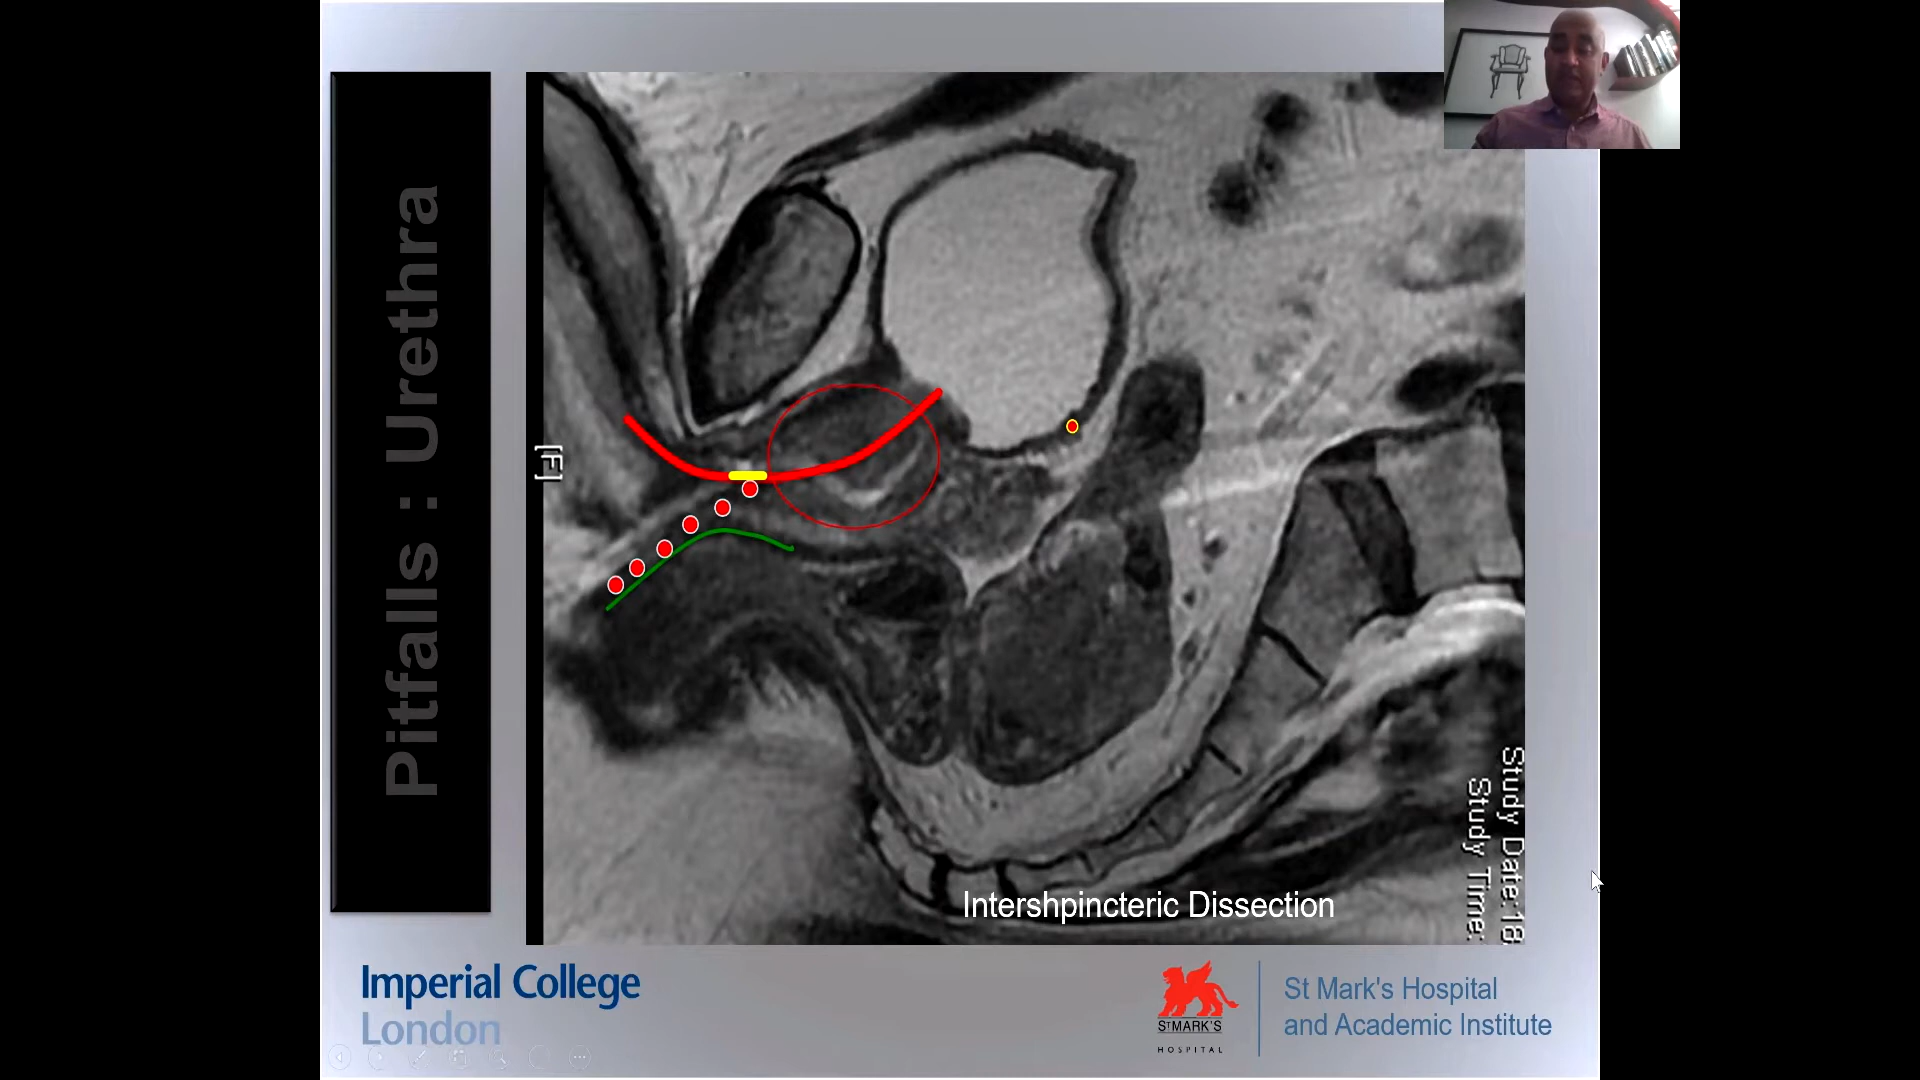 Pitfalls : Urethra
[F]
Study Date:18
Study Time:
Intershpincteric Dissection
Imperial College
London
ST MARK'S
HOSPITAL
St Mark's Hospital
and Academic Institute